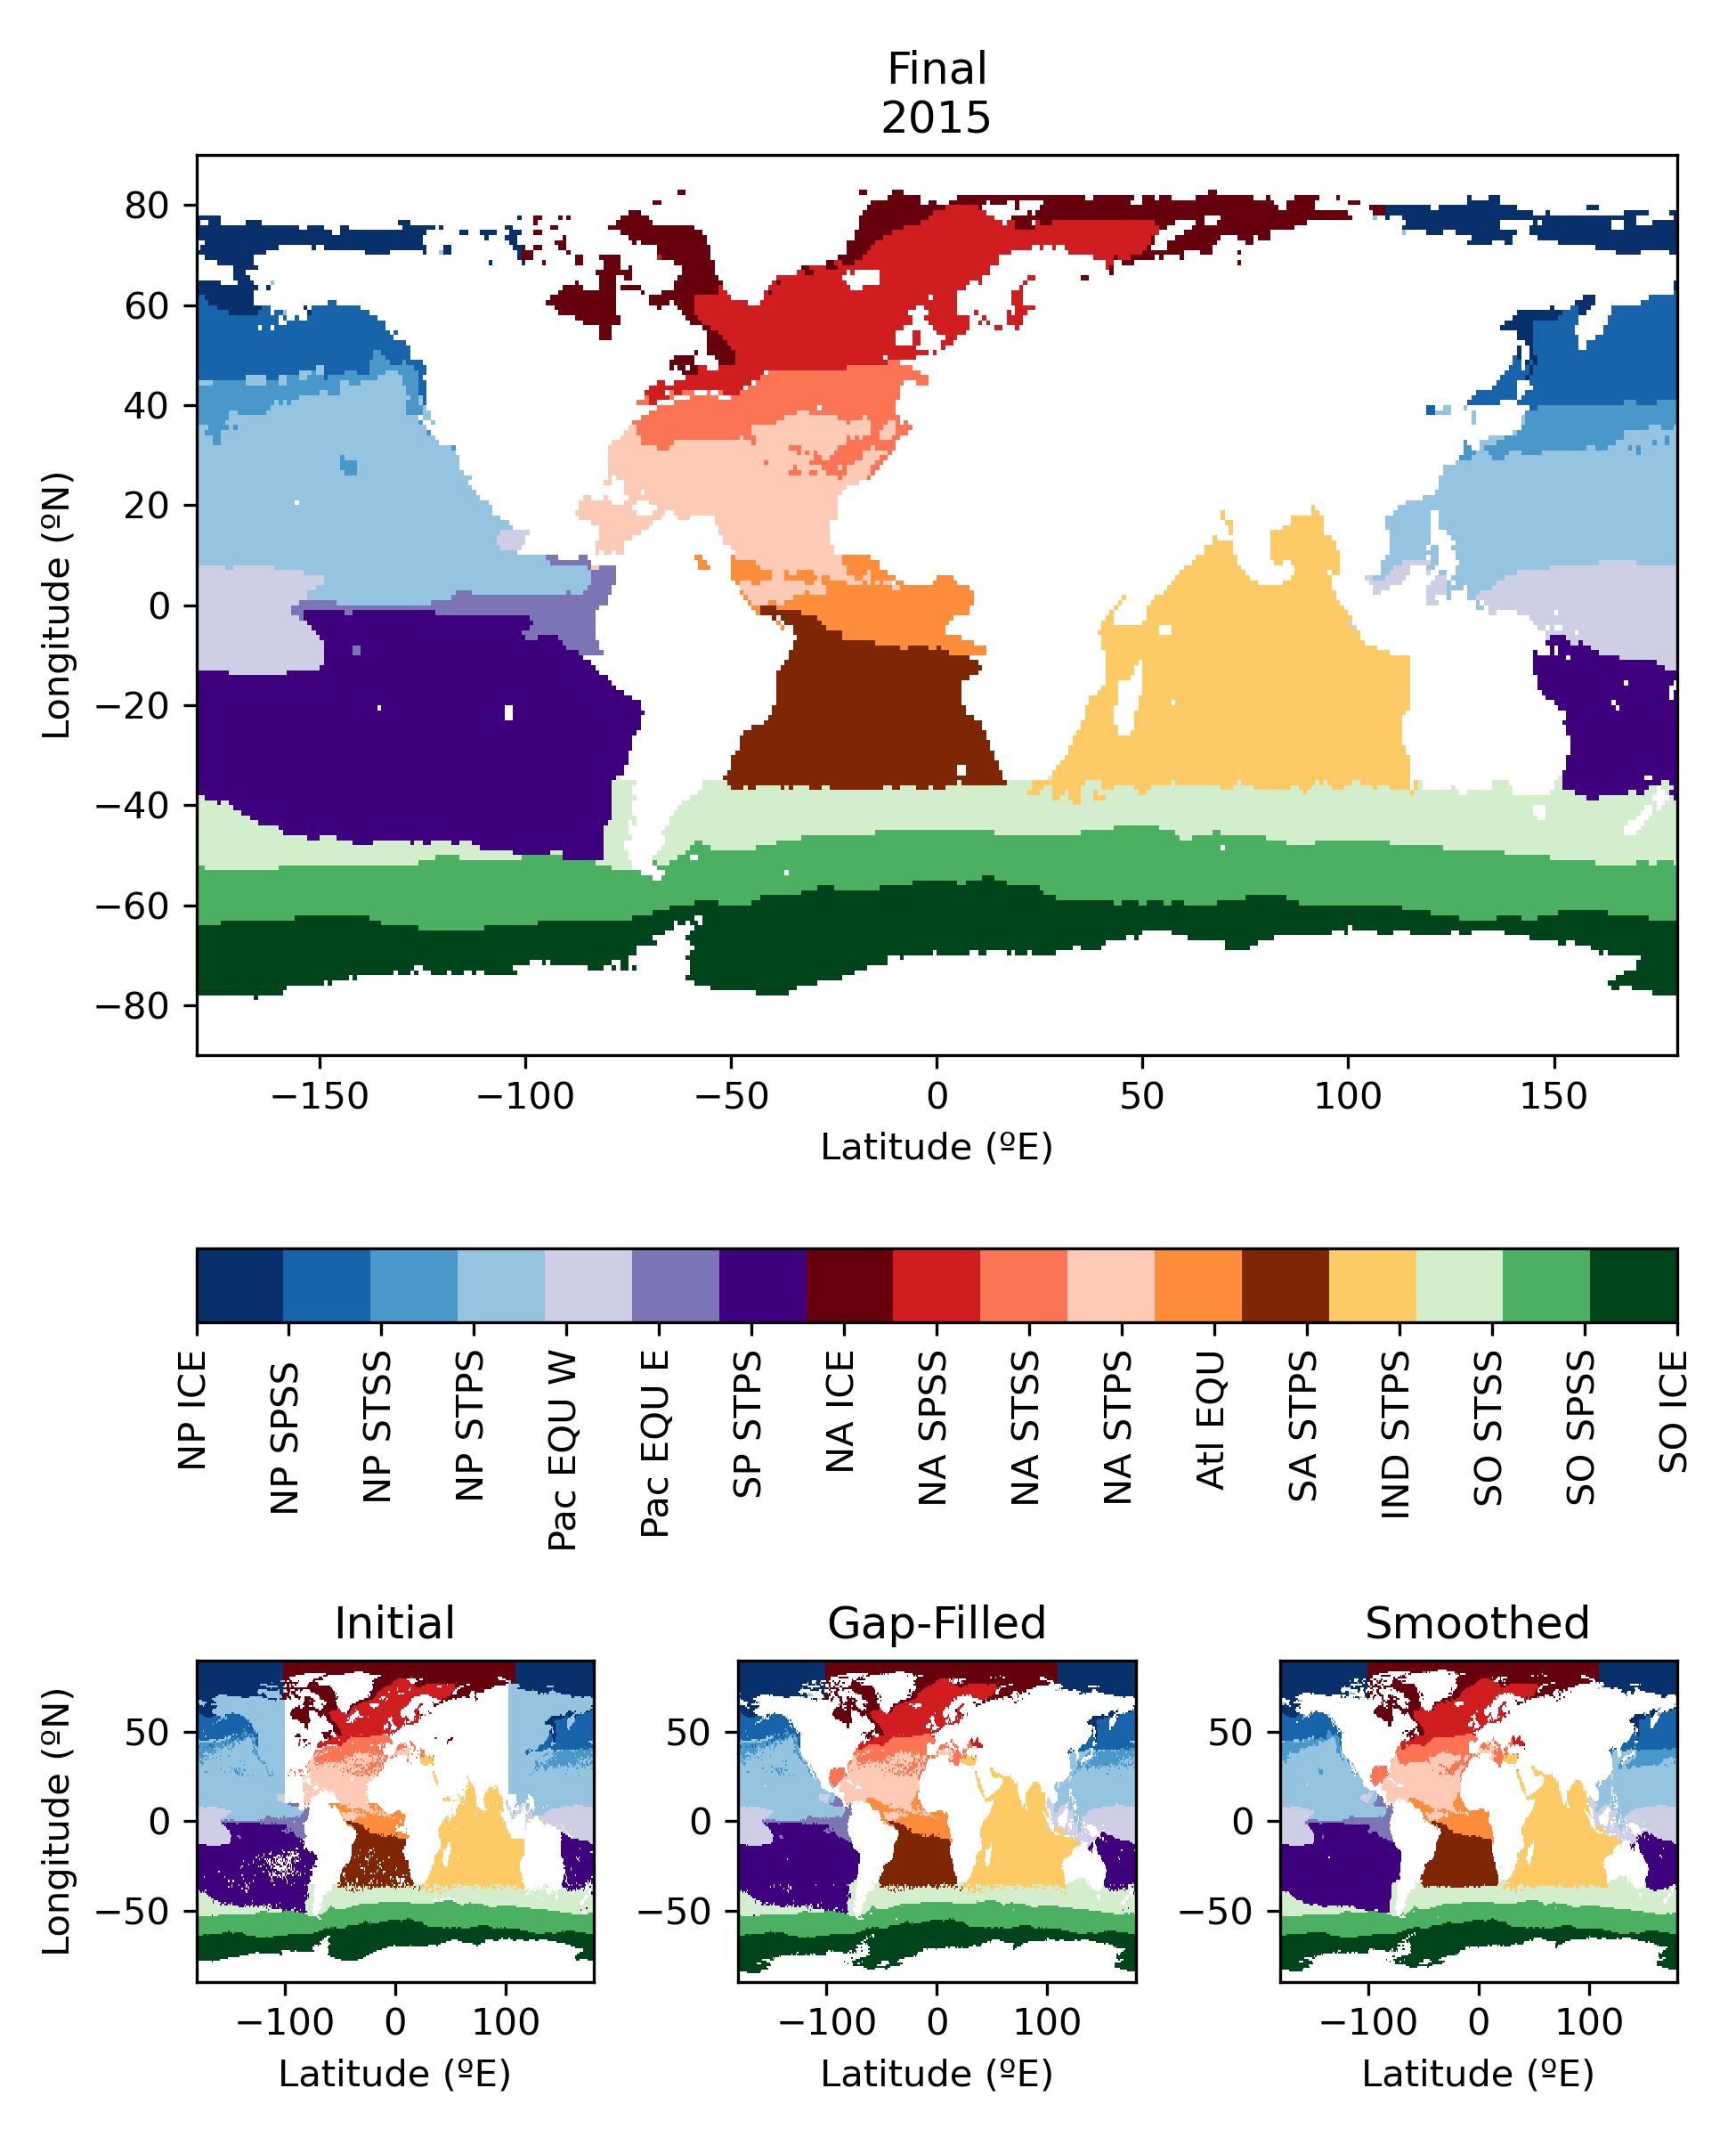 Final
2015
80
60
40
20
0
−20
−40
−60
−80
Longitude (ºN)
−150 −100 −50 0 50 100 150
Latitude (ºE)
NP ICE
NP SPSS
NP STSS
NP STPS
Pac EQU W
Pac EQU E
SP STPS
NA ICE
NA SPSS
NA STSS
NA STPS
Atl EQU
SA STPS
IND STPS
SO STSS
SO SPSS
SO ICE
Initial
50
0
−50
Longitude (ºN)
−100 0 100
Latitude (ºE)
Gap-Filled
50
0
−50
−100 0 100
Latitude (ºE)
Smoothed
50
0
−50
−100 0 100
Latitude (ºE)